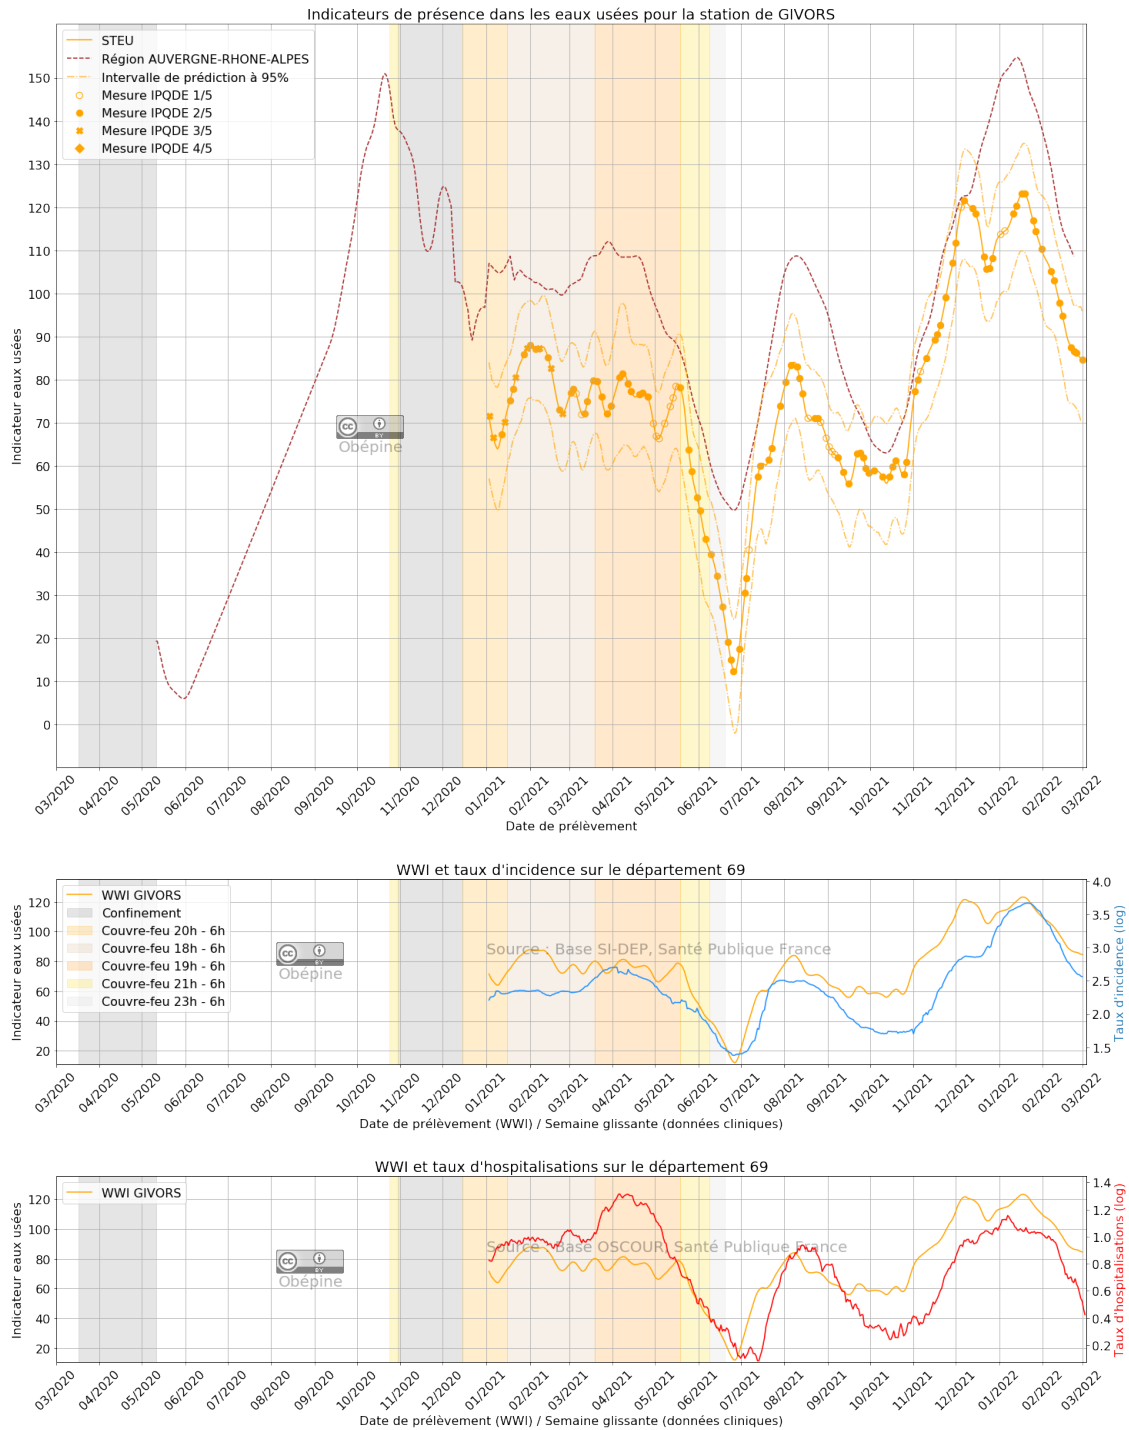 Indicateurs de présence dans les eaux usées pour la station de GIVORS
STEU
Région AUVERGNE-RHONE-ALPES
Intervalle de prédiction à 95%
Mesure IPQDE 1/5
Mesure IPQDE 2/5
Mesure IPQDE 3/5
Mesure IPQDE 4/5
Indicateur eaux usées
150
140
130
120
110
100
90
80
70
60
50
40
30
20
10
0
cc BY
Obépine
03/2020 04/2020 05/2020 06/2020 07/2020 08/2020 09/2020 10/2020 11/2020 12/2020 01/2021 02/2021 03/2021 04/2021 05/2021 06/2021 07/2021 08/2021 09/2021 10/2021 11/2021 12/2021 01/2022 02/2022 03/2022
Date de prélèvement
WWI et taux d'incidence sur le département 69
WWI GIVORS
Confinement
Couvre-feu 20h - 6h
Couvre-feu 18h - 6h
Couvre-feu 19h - 6h
Couvre-feu 21h - 6h
Couvre-feu 23h - 6h
Indicateur eaux usées
120
100
80
60
40
20
cc BY
Obépine
Source : Base SI-DEP, Santé Publique France
4.0
3.5
3.0
2.5
2.0
1.5
Taux d'incidence (log)
03/2020 04/2020 05/2020 06/2020 07/2020 08/2020 09/2020 10/2020 11/2020 12/2020 01/2021 02/2021 03/2021 04/2021 05/2021 06/2021 07/2021 08/2021 09/2021 10/2021 11/2021 12/2021 01/2022 02/2022 03/2022
Date de prélèvement (WWI) / Semaine glissante (données cliniques)
WWI et taux d'hospitalisations sur le département 69
WWI GIVORS
Indicateur eaux usées
120
100
80
60
40
20
cc BY
Obépine
Source : Base OSCOUR, Santé Publique France
1.4
1.2
1.0
0.8
0.6
0.4
0.2
Taux d'hospitalisations (log)
03/2020 04/2020 05/2020 06/2020 07/2020 08/2020 09/2020 10/2020 11/2020 12/2020 01/2021 02/2021 03/2021 04/2021 05/2021 06/2021 07/2021 08/2021 09/2021 10/2021 11/2021 12/2021 01/2022 02/2022 03/2022
Date de prélèvement (WWI) / Semaine glissante (données cliniques)